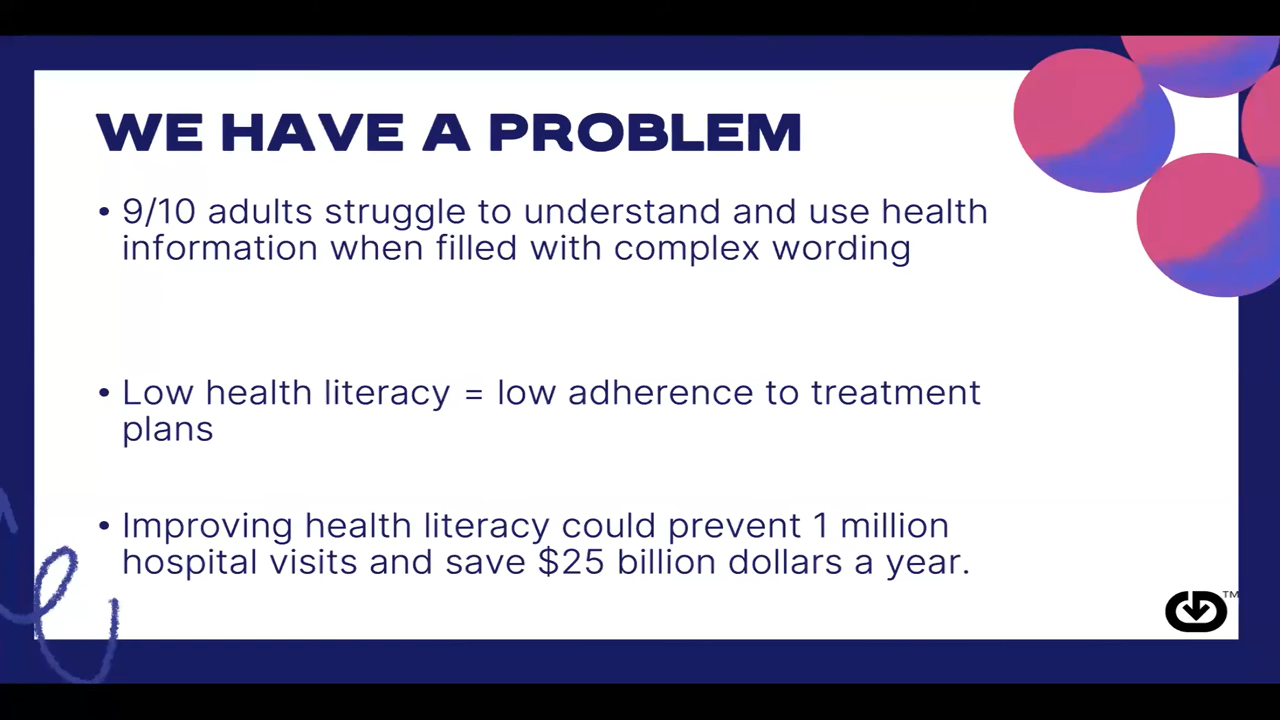 WE HAVE A PROBLEM
• 9/10 adults struggle to understand and use health
information when filled with complex wording
• Low health literacy = low adherence to treatment
plans
• Improving health literacy could prevent 1 million
hospital visits and save $25 billion dollars a year.
TM